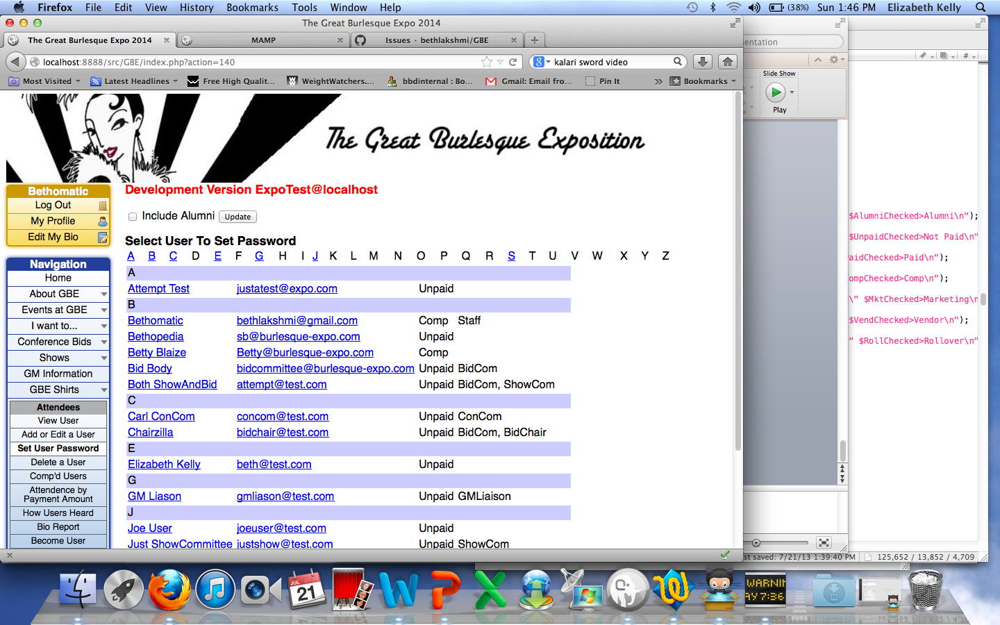 Firefox File Edit View History Bookmarks Tools Window Help (38%) Sun 1:46 PM Elizabeth Kelly
The Great Burlesque Expo 2014
The Great Burlesque Expo 2014 MAMP Issues · bethlakshmi/GBE
localhost:8888/src/GBE/index.php?action=140 kalari sword video
Most Visited Latest Headlines Free High Qualit... WeightWatchers.... bbdinternal : Bo... Gmail: Email fro... Pin It Bookmarks
entation
#
Slide Show
Play
The Great Burlesque Exposition
Development Version ExpoTest@localhost
Include Alumni Update
Select User To Set Password
A B C D E F G H I J K L M N O P Q R S T U V W X Y Z
A
Attempt Test justatest@expo.com Unpaid
B
Bethomatic bethlakshmi@gmail.com Comp Staff
Bethopedia sb@burlesque-expo.com Unpaid
Betty Blaize Betty@burlesque-expo.com Comp
Bid Body bidcommittee@burlesque-expo.com Unpaid BidCom
Both ShowAndBid attempt@test.com Unpaid BidCom, ShowCom
C
Carl ConCom concom@test.com Unpaid ConCom
Chairzilla bidchair@test.com Unpaid BidCom, BidChair
E
Elizabeth Kelly beth@test.com Unpaid
G
GM Liason gmliason@test.com Unpaid GMLiaison
J
Joe User joeuser@test.com Unpaid
Just ShowCommittee justshow@test.com Unpaid ShowCom
Bethomatic
Log Out
My Profile
Edit My Bio
Navigation
Home
About GBE
Events at GBE
I want to...
Conference Bids
Shows
GM Information
GBE Shirts
Attendees
View User
Add or Edit a User
Set User Password
Delete a User
Comp'd Users
Attendence by
Payment Amount
How Users Heard
Bio Report
Become User
$AlumniChecked>Alumni\n");
$UnpaidChecked>Not Paid\n"
aidChecked>Paid\n");
ompChecked>Comp\n");
\" $MktChecked>Marketing\n
$VendChecked>Vendor\n");
" $RollChecked>Rollover\n"
st saved: 7/21/13 1:39:40 PM 125,652 / 13,852 / 4,709
JUL
21
WARNIN
AY 7:36